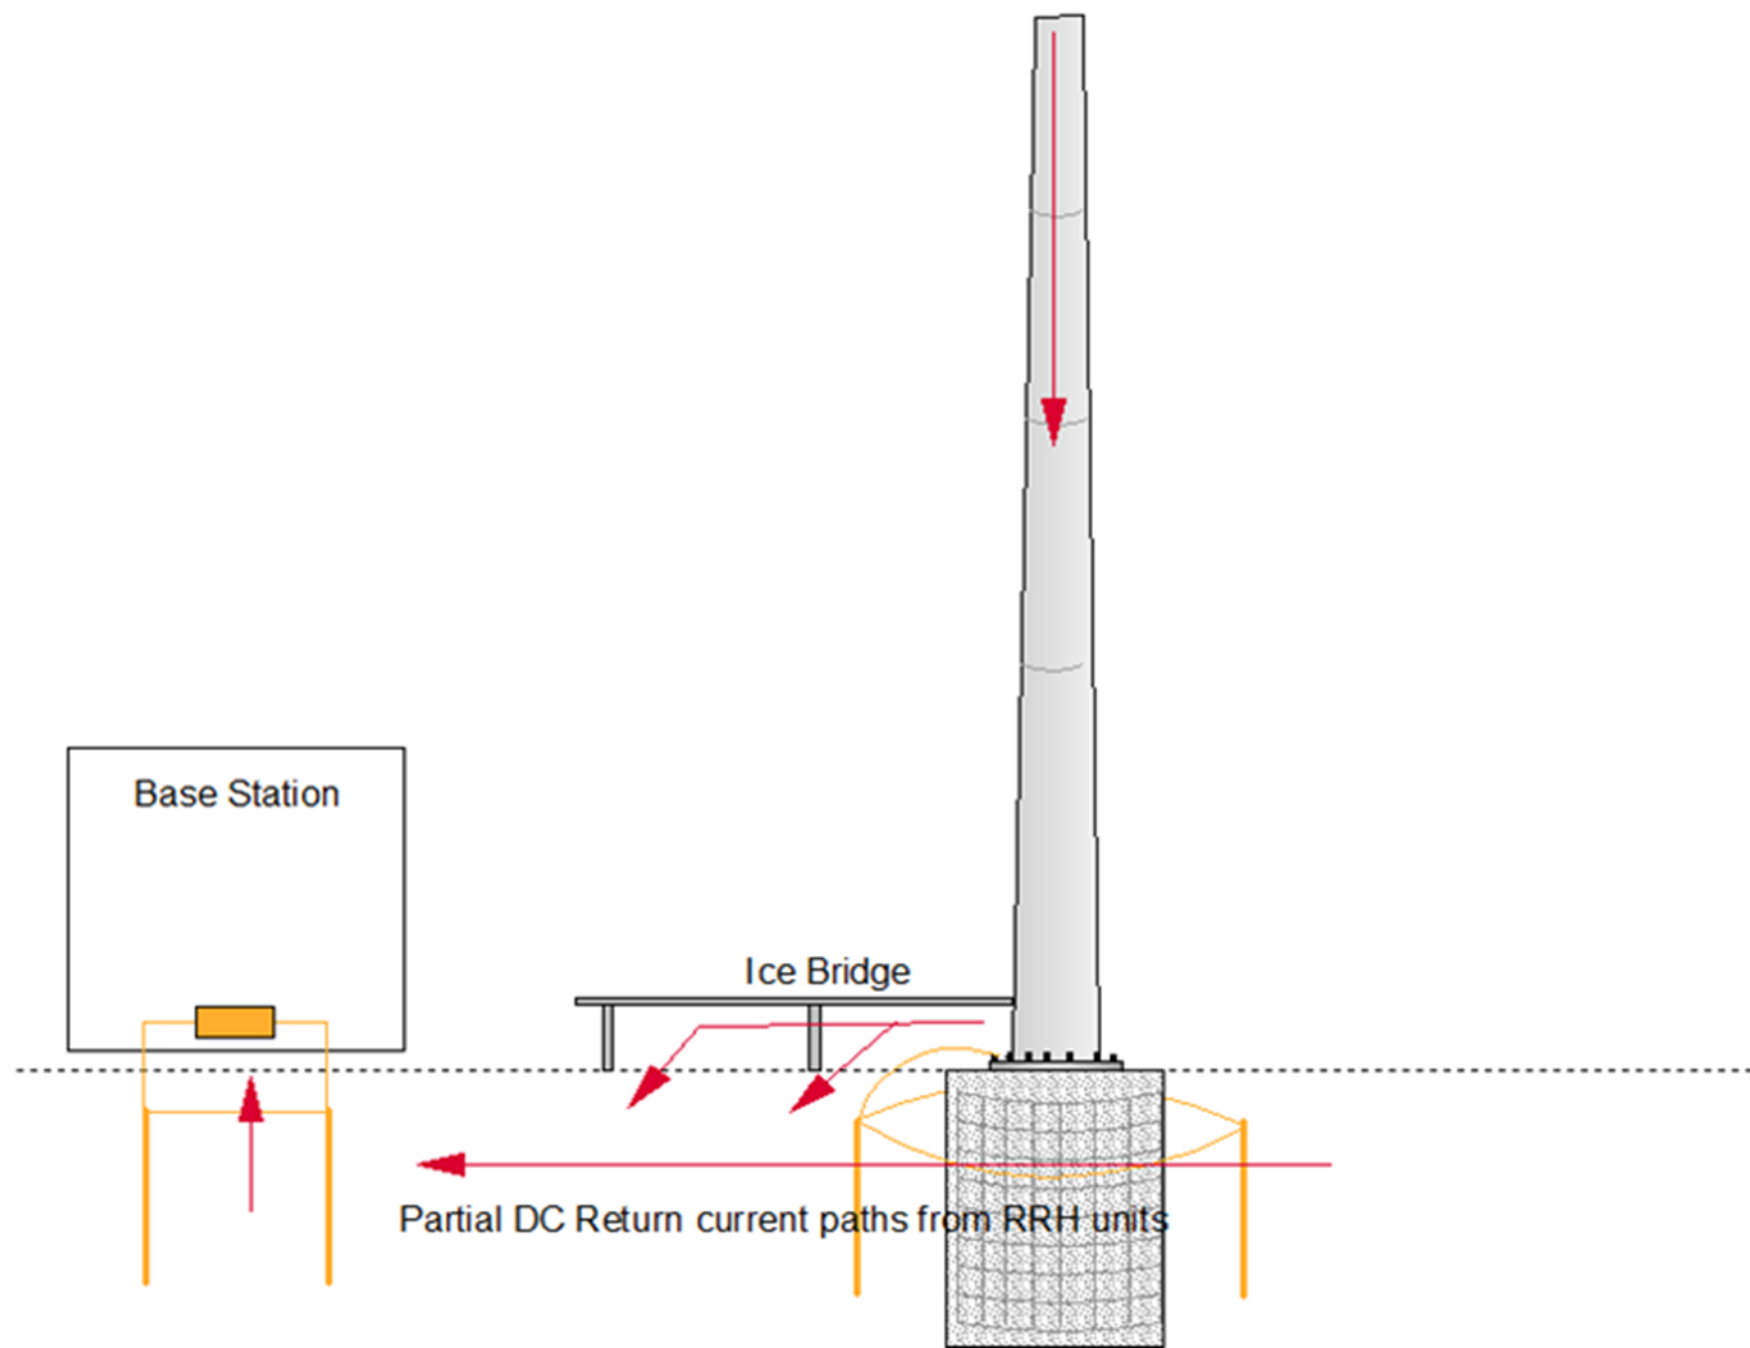 Base Station
Ice Bridge
Partial DC Return current paths from RRH units